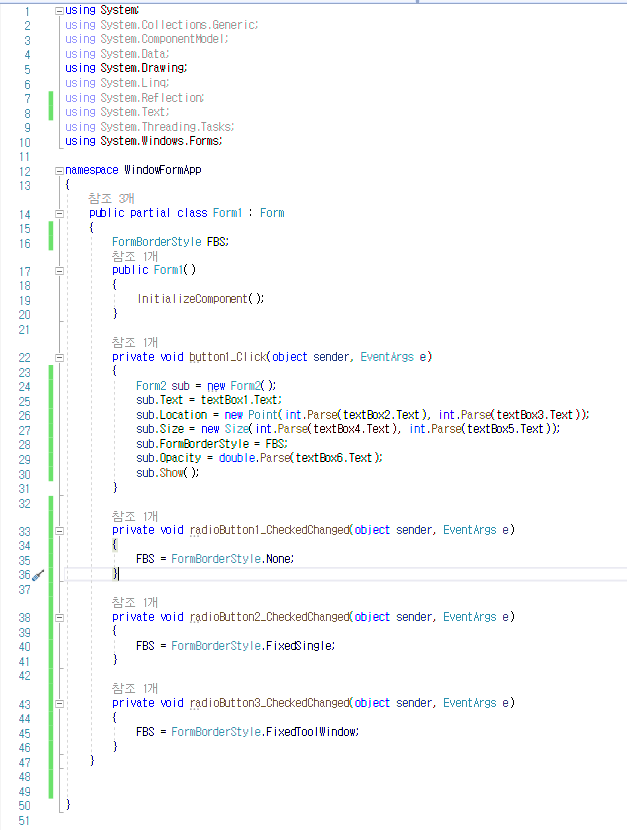 1 using System;
2 using System.Collections.Generic;
3 using System.ComponentModel;
4 using System.Data;
5 using System.Drawing;
6 using System.Linq;
7 using System.Reflection;
8 using System.Text;
9 using System.Threading.Tasks;
10 using System.Windows.Forms;
11
12 namespace WindowFormApp
13 {
참조 3개
14 public partial class Form1 : Form
15 {
16 FormBorderStyle FBS;
참조 1개
17 public Form1()
18 {
19 InitializeComponent();
20 }
21
참조 1개
22 private void button1_Click(object sender, EventArgs e)
23 {
24 Form2 sub = new Form2();
25 sub.Text = textBox1.Text;
26 sub.Location = new Point(int.Parse(textBox2.Text), int.Parse(textBox3.Text));
27 sub.Size = new Size(int.Parse(textBox4.Text), int.Parse(textBox5.Text));
28 sub.FormBorderStyle = FBS;
29 sub.Opacity = double.Parse(textBox6.Text);
30 sub.Show();
31 }
32
참조 1개
33 private void radioButton1_CheckedChanged(object sender, EventArgs e)
34 {
35 FBS = FormBorderStyle.None;
36 }
37
참조 1개
38 private void radioButton2_CheckedChanged(object sender, EventArgs e)
39 {
40 FBS = FormBorderStyle.FixedSingle;
41 }
42
참조 1개
43 private void radioButton3_CheckedChanged(object sender, EventArgs e)
44 {
45 FBS = FormBorderStyle.FixedToolWindow;
46 }
47 }
48
49
50 }
51